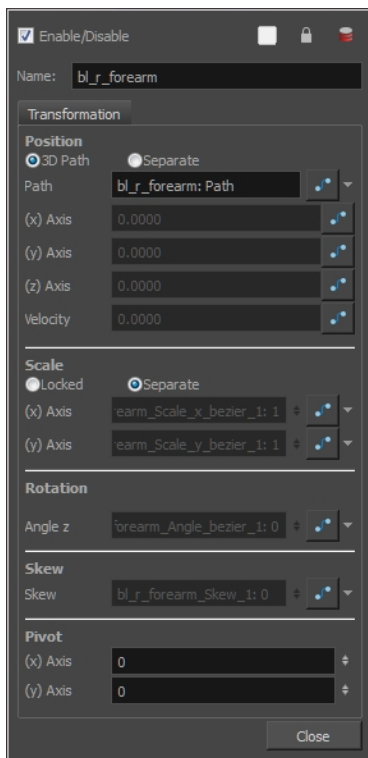 Enable/Disable
Name: bl_r_forearm
Transformation
Position
3D Path Separate
Path bl_r_forearm: Path
(x) Axis 0.0000
(y) Axis 0.0000
(z) Axis 0.0000
Velocity 0.0000
Scale
Locked Separate
(x) Axis earm_Scale_x_bezier_1: 1
(y) Axis earm_Scale_y_bezier_1: 1
Rotation
Angle z forearm_Angle_bezier_1: 0
Skew
Skew bl_r_forearm_Skew_1: 0
Pivot
(x) Axis 0
(y) Axis 0
Close